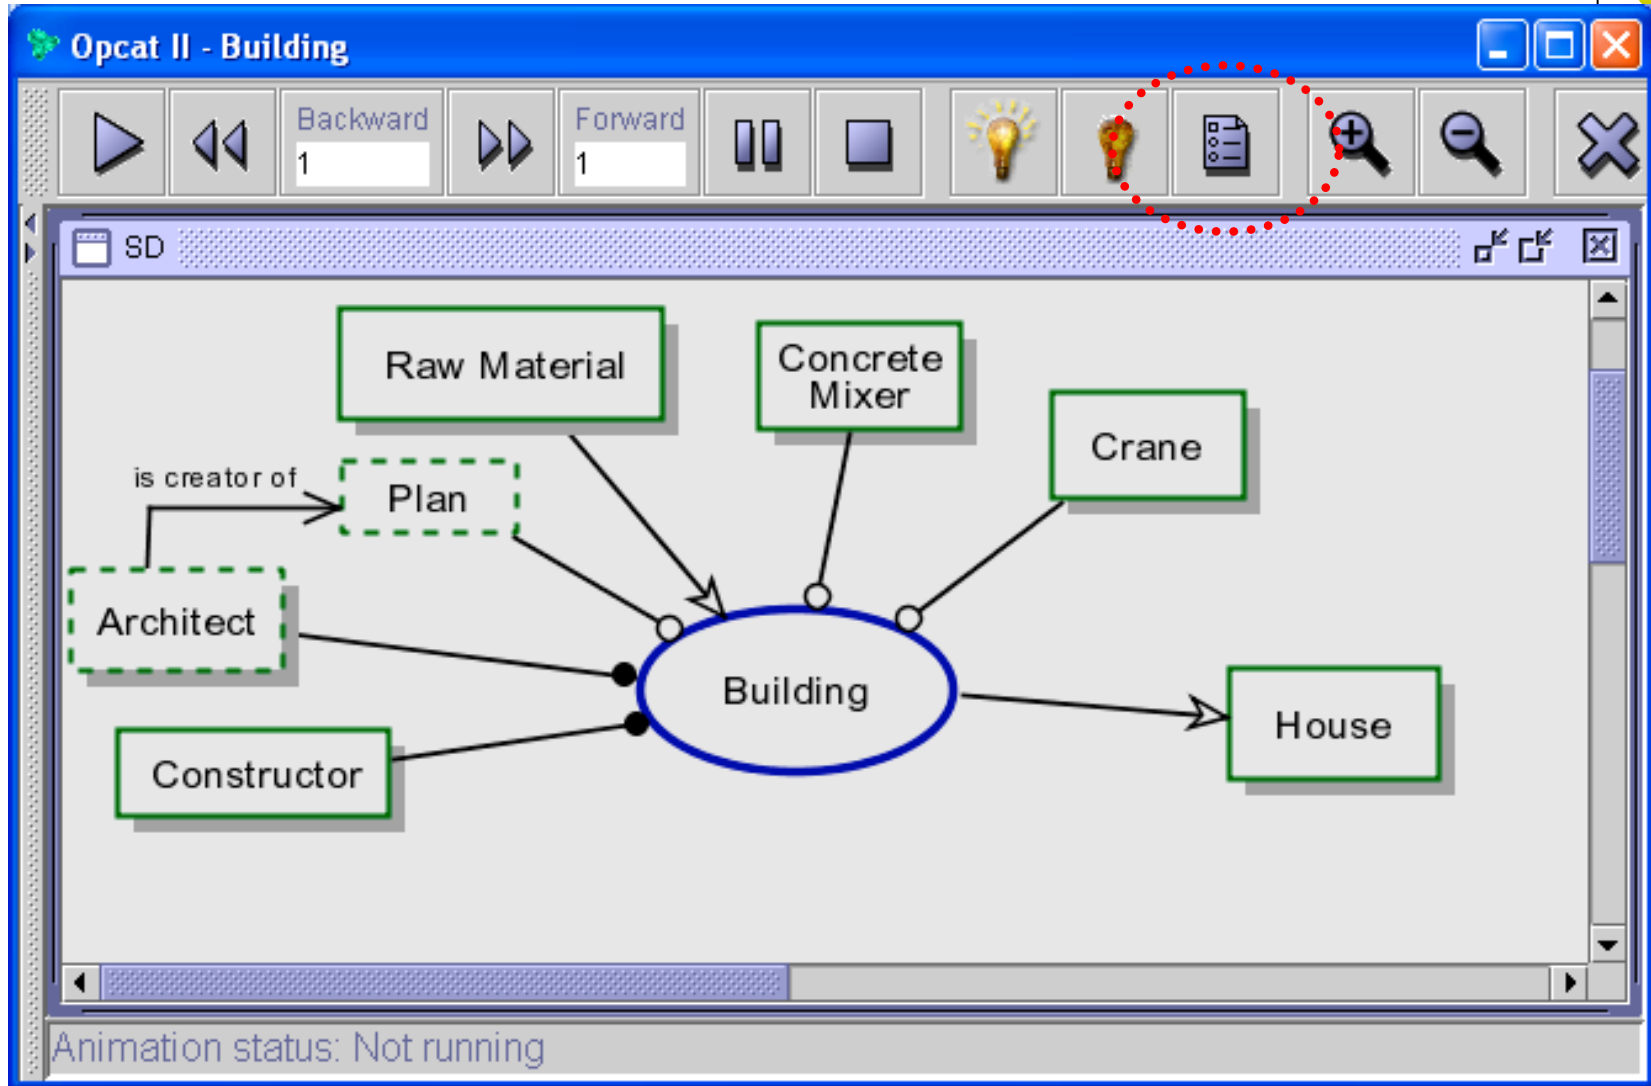 Opcat II - Building
Backward
1
Forward
1
SD
Raw Material
Concrete
Mixer
Crane
is creator of
Plan
Architect
Building
House
Constructor
Animation status: Not running